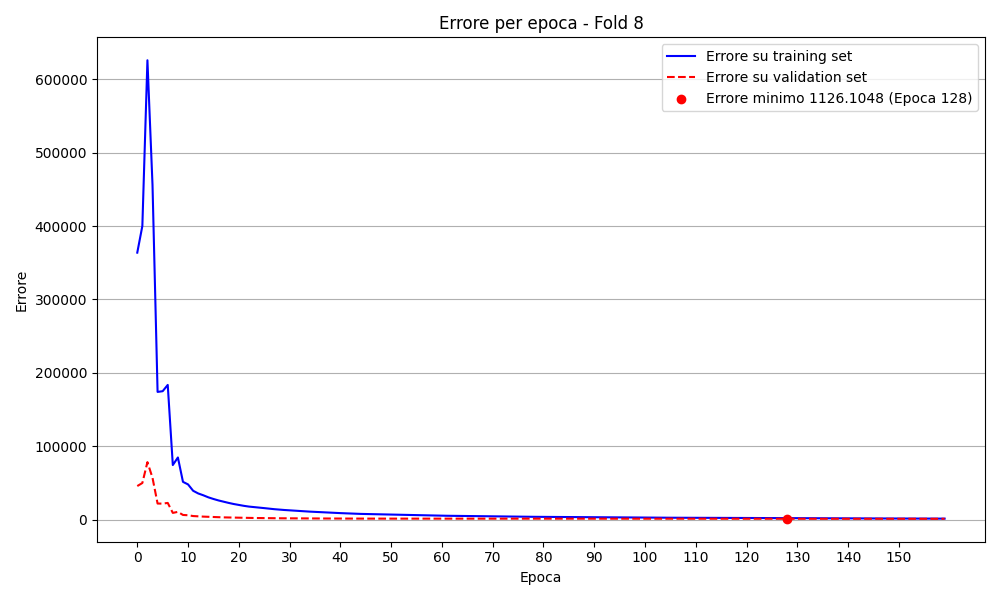 Errore per epoca - Fold 8
Errore su training set
Errore su validation set
Errore minimo 1126.1048 (Epoca 128)
Errore
600000
500000
400000
300000
200000
100000
0
0 10 20 30 40 50 60 70 80 90 100 110 120 130 140 150
Epoca